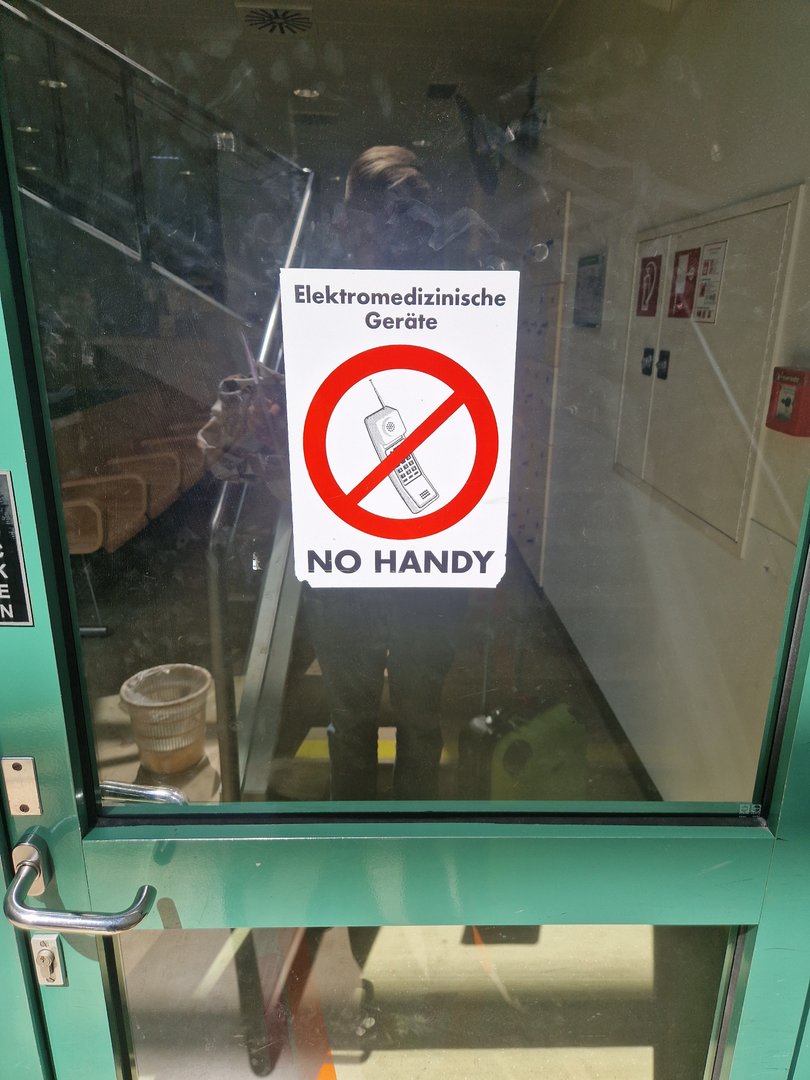 Elektromedizinische
Geräte
NO HANDY